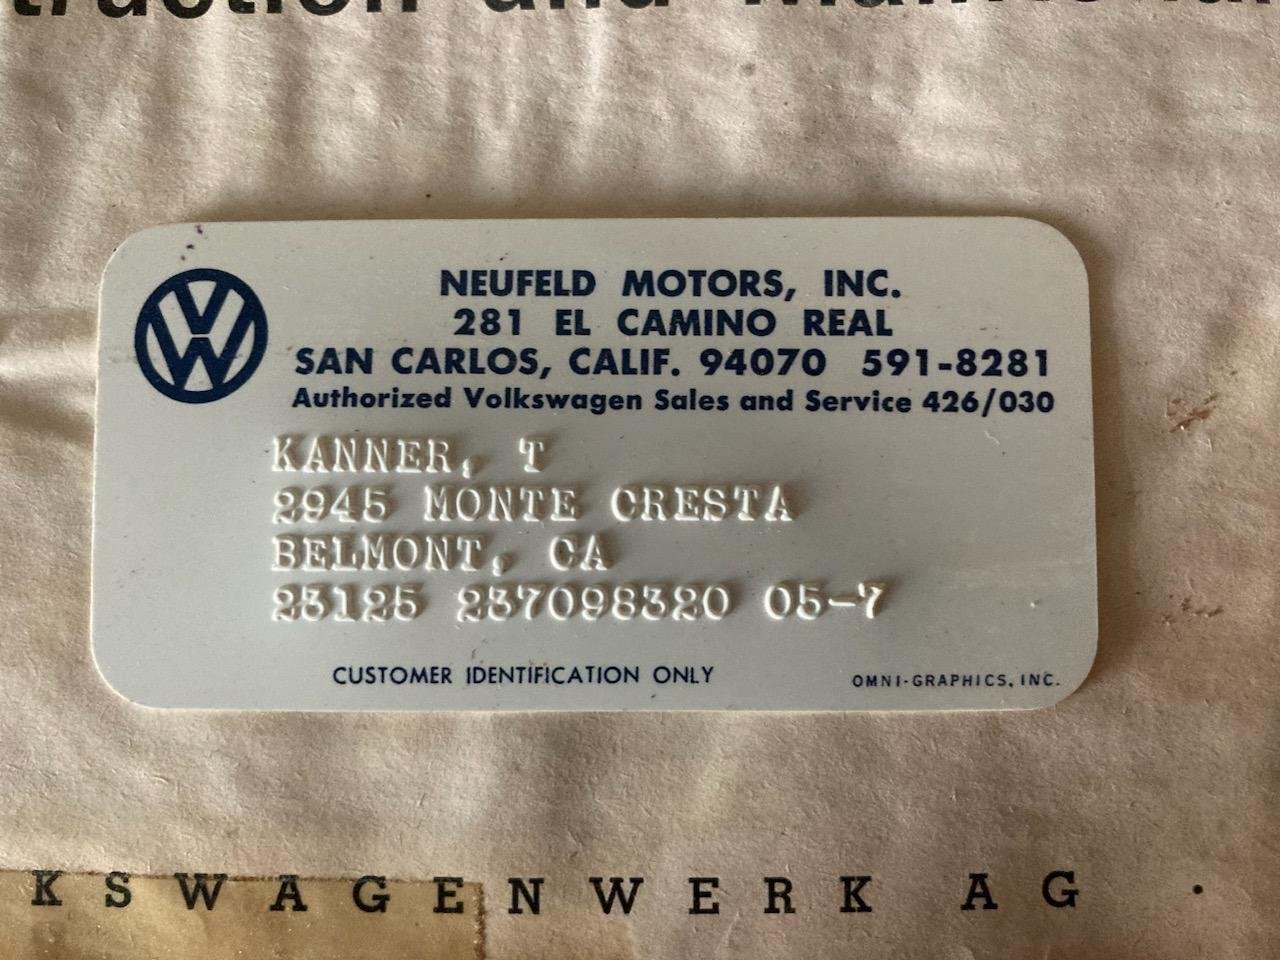 NEUFELD MOTORS, INC.
281 EL CAMINO REAL
SAN CARLOS, CALIF. 94070 591-8281
Authorized Volkswagen Sales and Service 426/030
KANNER, T
2945 MONTE CRESTA
BELMONT, CA
23125 237098320 05-7
CUSTOMER IDENTIFICATION ONLY
OMNI-GRAPHICS, INC.
KSWAGENWERK AG ·